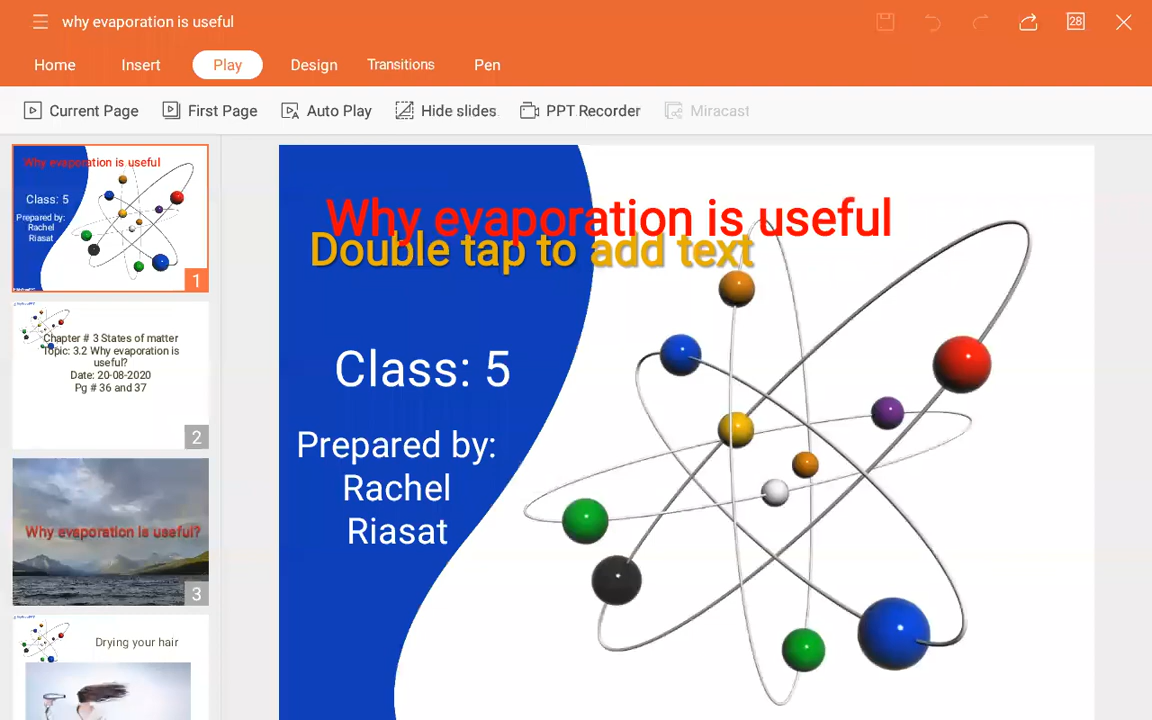 why evaporation is useful
28
Home
Insert
Play
Design
Transitions
Pen
Current Page
First Page
Auto Play
Hide slides
PPT Recorder
Miracast
Why evaporation is useful
Class: 5
Prepared by:
Rachel
Riasat
1
Chapter # 3 States of matter
Topic: 3.2 Why evaporation is
useful?
Date: 20-08-2020
Pg # 36 and 37
2
Why evaporation is useful?
3
Drying your hair
Why evaporation is useful
Double tap to add text
Class: 5
Prepared by:
Rachel
Riasat